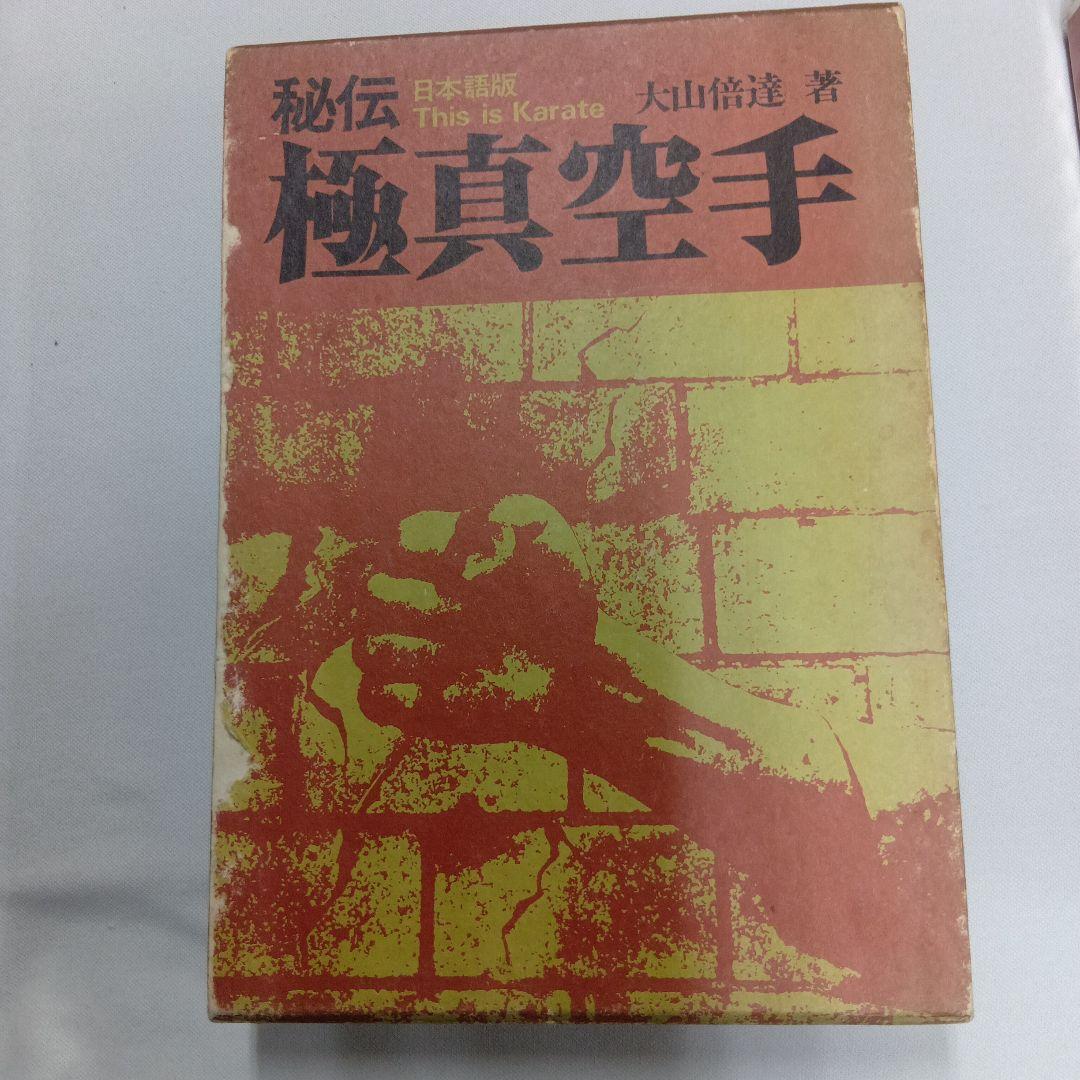 秘伝
日本語版
This is Karate
大山倍達 著
極真空手